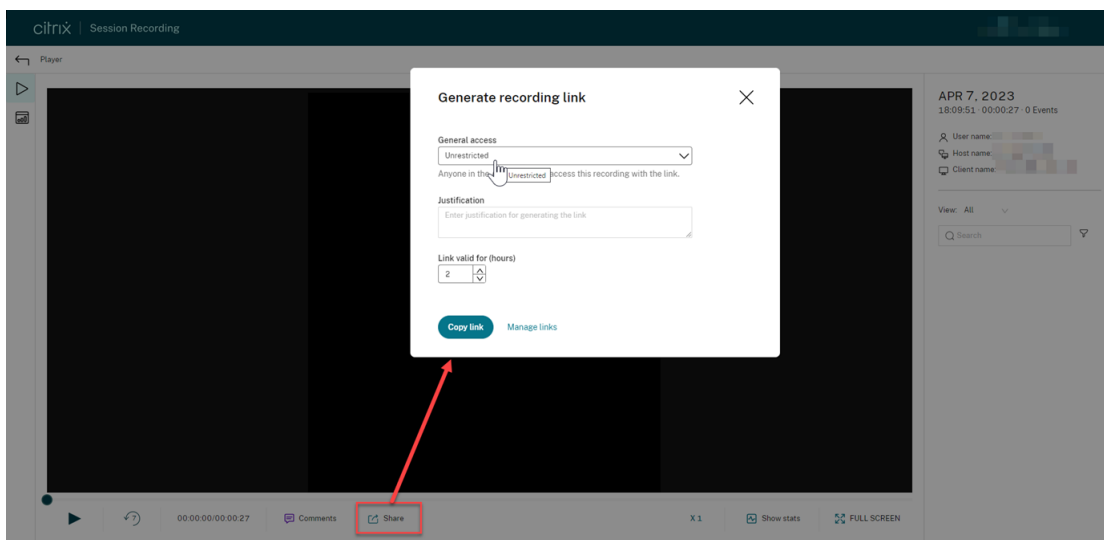 citrix Session Recording
Player
Generate recording link
General access
Unrestricted
Anyone in the Unrestricted access this recording with the link.
Justification
Enter justification for generating the link
Link valid for (hours)
2
Copy link Manage links
APR 7, 2023
18:09:51 · 00:00:27 · 0 Events
User name:
Host name:
Client name:
View: All
Search
7
00:00:00/00:00:27
Comments
Share
X 1
Show stats
FULL SCREEN